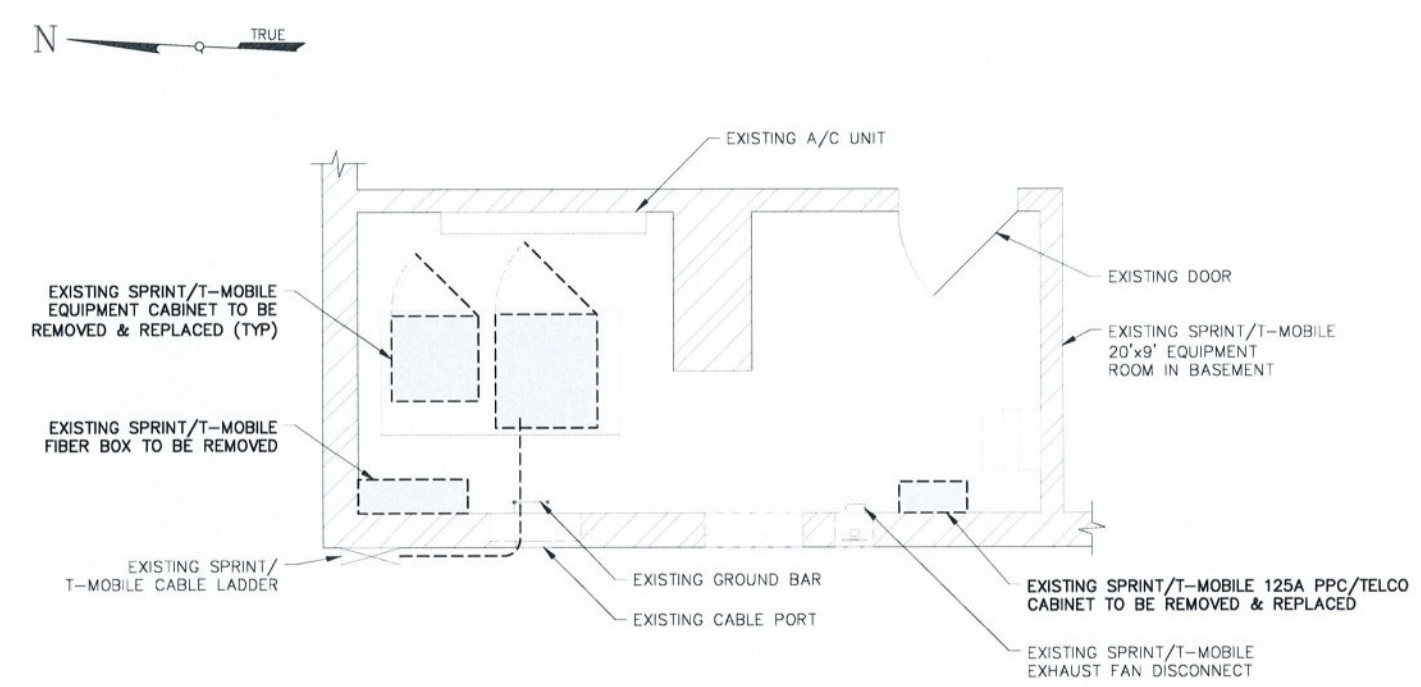 N
TRUE
EXISTING A/C UNIT
EXISTING DOOR
EXISTING SPRINT/T-MOBILE
EQUIPMENT CABINET TO BE
REMOVED & REPLACED (TYP)
EXISTING SPRINT/T-MOBILE
20'x9' EQUIPMENT
ROOM IN BASEMENT
EXISTING SPRINT/T-MOBILE
FIBER BOX TO BE REMOVED
EXISTING SPRINT/
T-MOBILE CABLE LADDER
EXISTING GROUND BAR
EXISTING CABLE PORT
EXISTING SPRINT/T-MOBILE 125A PPC/TELCO
CABINET TO BE REMOVED & REPLACED
EXISTING SPRINT/T-MOBILE
EXHAUST FAN DISCONNECT